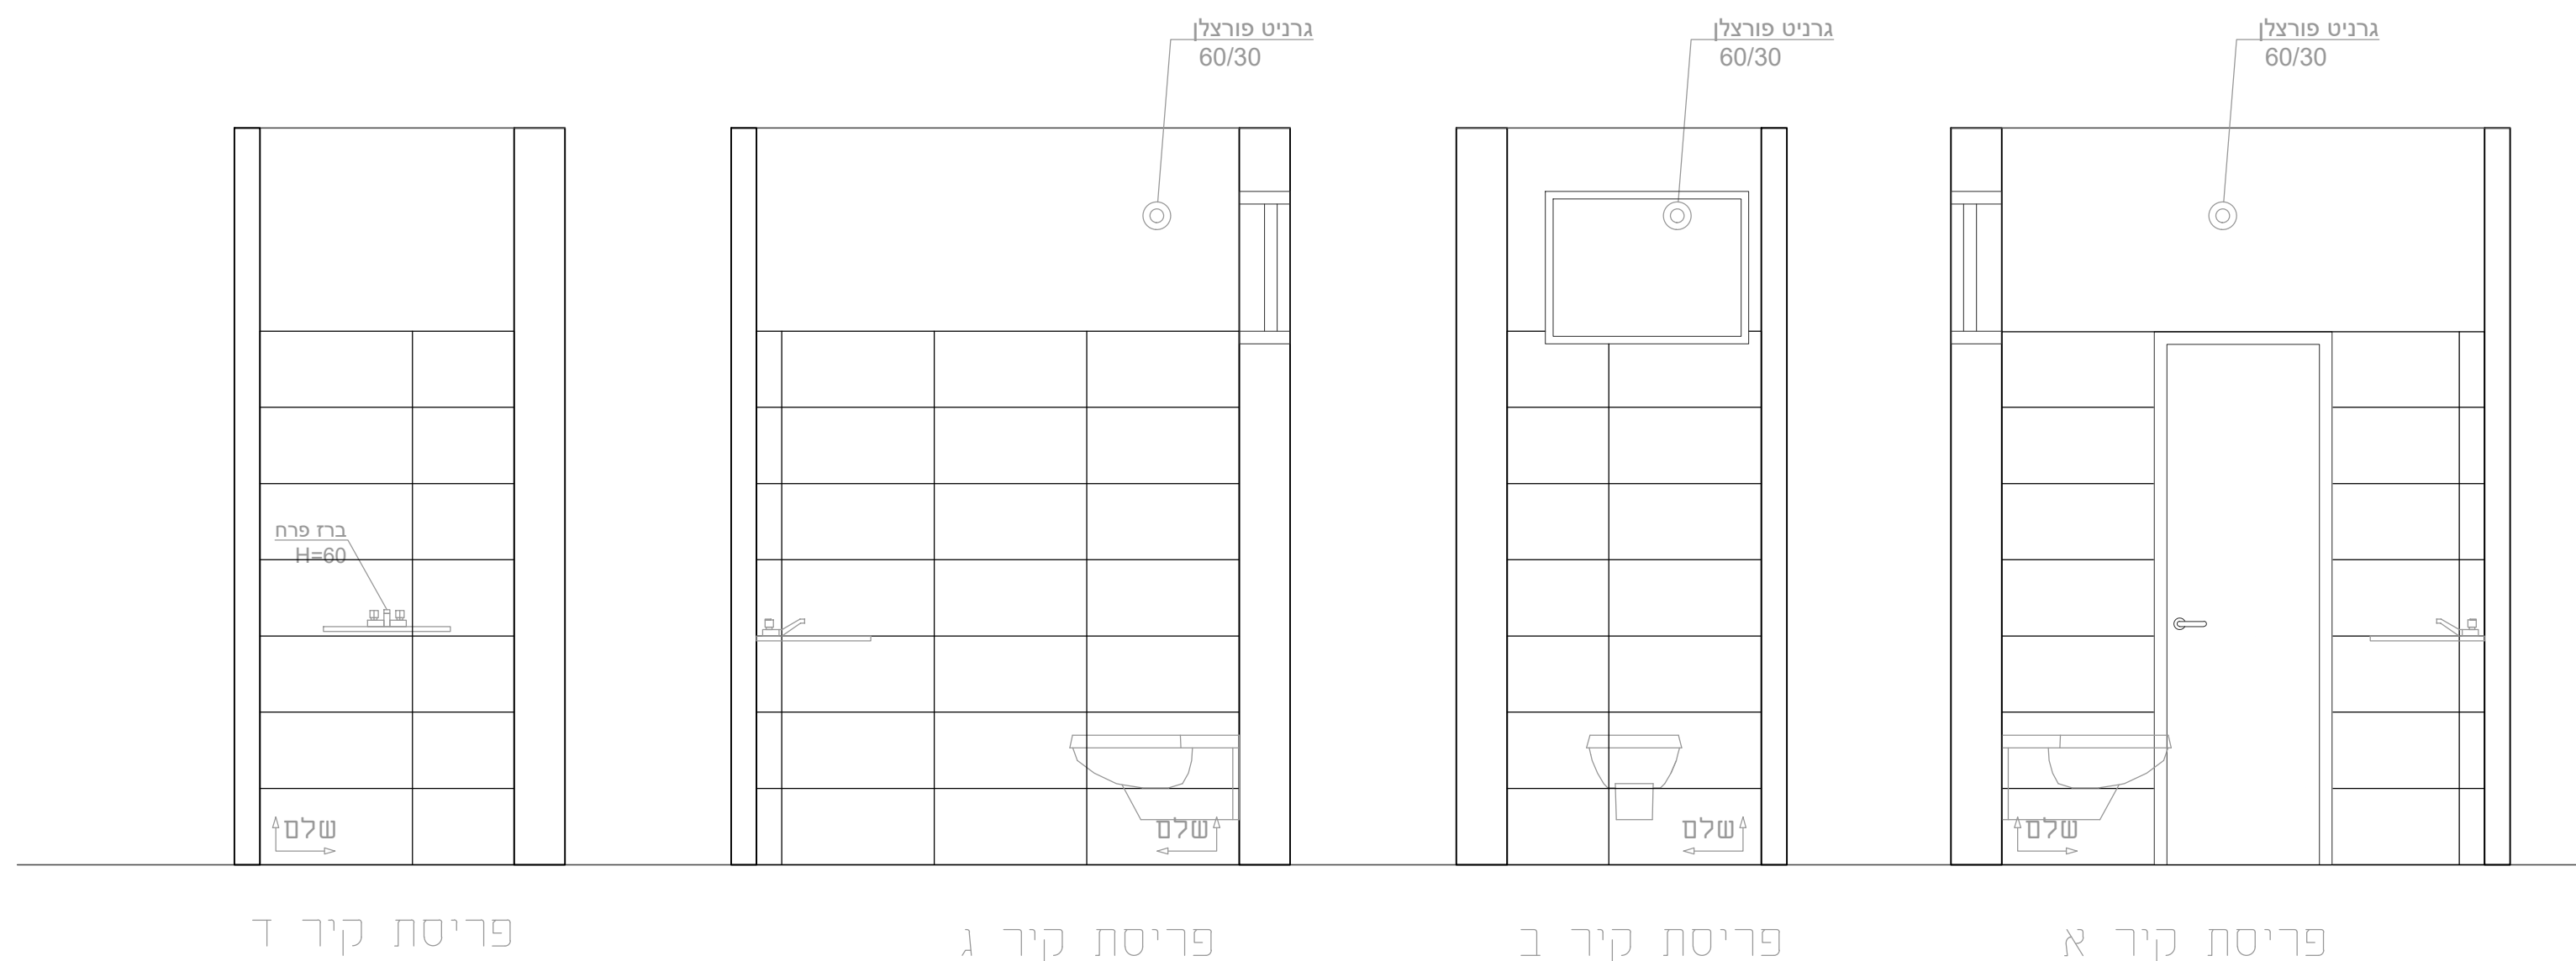 גרניט פורצלן
60/30
גרניט פורצלן
60/30
גרניט פורצלן
60/30
ברז פרח
H=60
שלם
שלם
שלם
שלם
פריסת קיר א
פריסת קיר ב
פריסת קיר ג
פריסת קיר ד